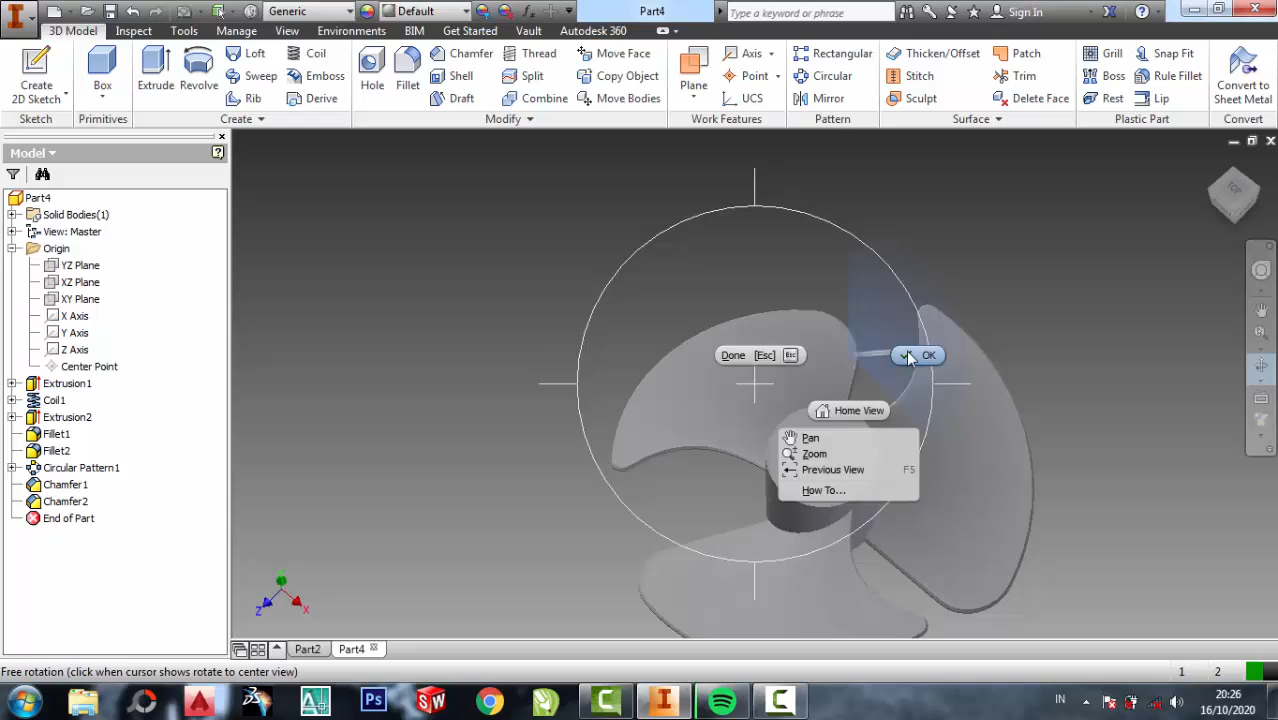 Generic
Default
Part4
Type a keyword or phrase
Sign In
3D Model
Inspect
Tools
Manage
View
Environments
BIM
Get Started
Vault
Autodesk 360
Create
2D Sketch
Sketch
Box
Primitives
Extrude
Revolve
Loft
Sweep
Rib
Coil
Emboss
Derive
Create
Hole
Fillet
Chamfer
Shell
Draft
Thread
Split
Combine
Move Face
Copy Object
Move Bodies
Modify
Plane
Axis
Point
UCS
Work Features
Rectangular
Circular
Mirror
Pattern
Thicken/Offset
Stitch
Sculpt
Patch
Trim
Delete Face
Surface
Grill
Boss
Rest
Snap Fit
Rule Fillet
Lip
Plastic Part
Convert to
Sheet Metal
Convert
Model
Part4
Solid Bodies(1)
View: Master
Origin
YZ Plane
XZ Plane
XY Plane
X Axis
Y Axis
Z Axis
Center Point
Extrusion1
Coil1
Extrusion2
Fillet1
Fillet2
Circular Pattern1
Chamfer1
Chamfer2
End of Part
TOP
Done [Esc] Esc
OK
Home View
Pan
Zoom
Previous View F5
How To...
Z
X
Part2
Part4
Free rotation (click when cursor shows rotate to center view)
1 2
Ps
SW
IN
20:26
16/10/2020